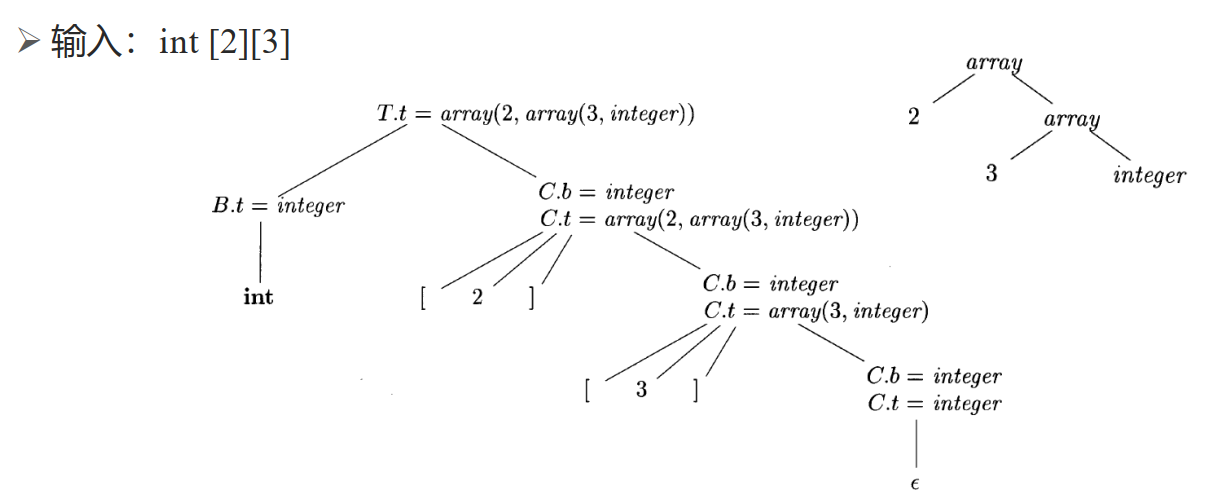 ➢ 输入：int [2][3]
array
2 array
3 integer
T.t = array(2, array(3, integer))
B.t = integer
C.b = integer
C.t = array(2, array(3, integer))
int
[ 2 ]
C.b = integer
C.t = array(3, integer)
[ 3 ]
C.b = integer
C.t = integer
ϵ